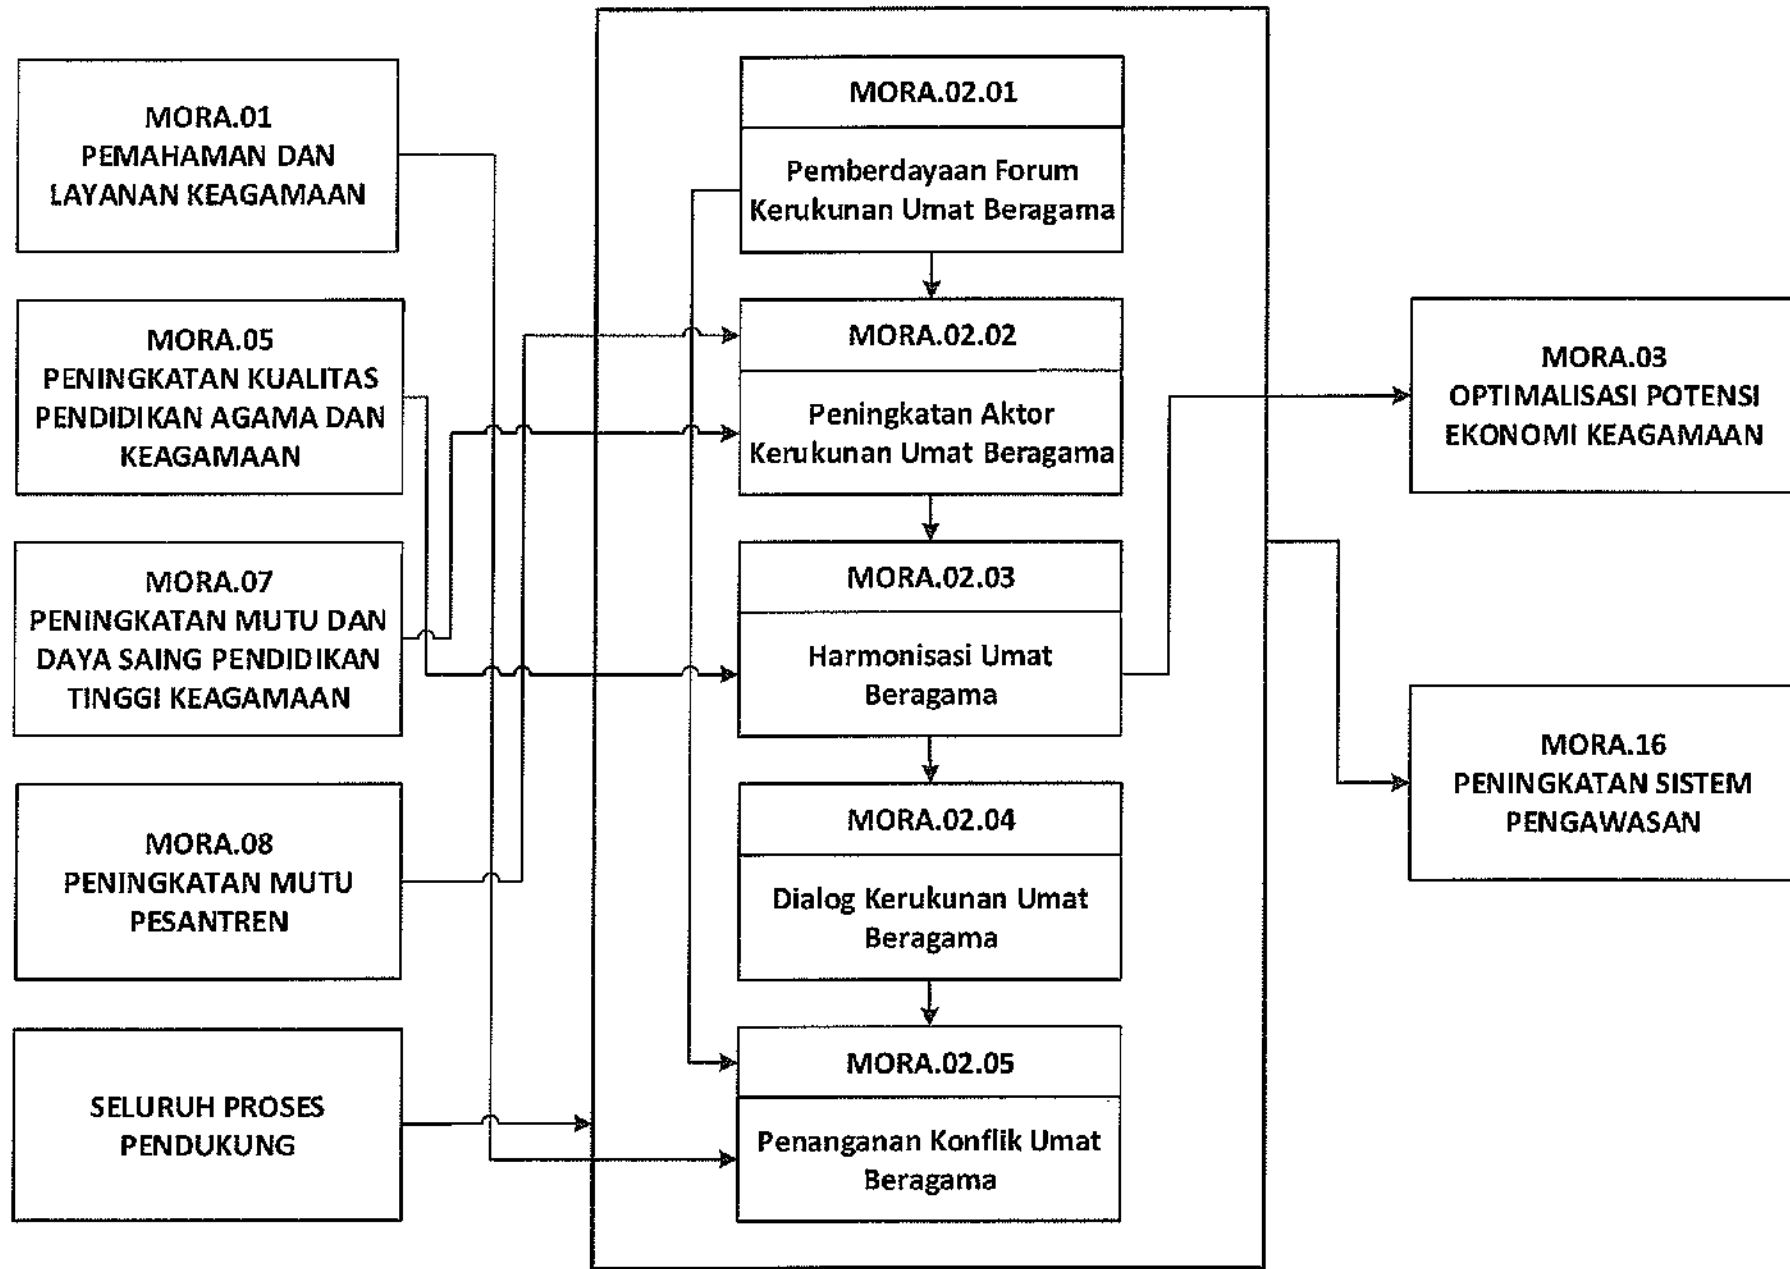 MORA.01
PEMAHAMAN DAN
LAYANAN KEAGAMAAN
MORA.05
PENINGKATAN KUALITAS
PENDIDIKAN AGAMA DAN
KEAGAMAAN
MORA.07
PENINGKATAN MUTU DAN
DAYA SAING PENDIDIKAN
TINGGI KEAGAMAAN
MORA.08
PENINGKATAN MUTU
PESANTREN
SELURUH PROSES
PENDUKUNG
MORA.02.01
Pemberdayaan Forum
Kerukunan Umat Beragama
MORA.02.02
Peningkatan Aktor
Kerukunan Umat Beragama
MORA.02.03
Harmonisasi Umat
Beragama
MORA.02.04
Dialog Kerukunan Umat
Beragama
MORA.02.05
Penanganan Konflik Umat
Beragama
MORA.03
OPTIMALISASI POTENSI
EKONOMI KEAGAMAAN
MORA.16
PENINGKATAN SISTEM
PENGAWASAN